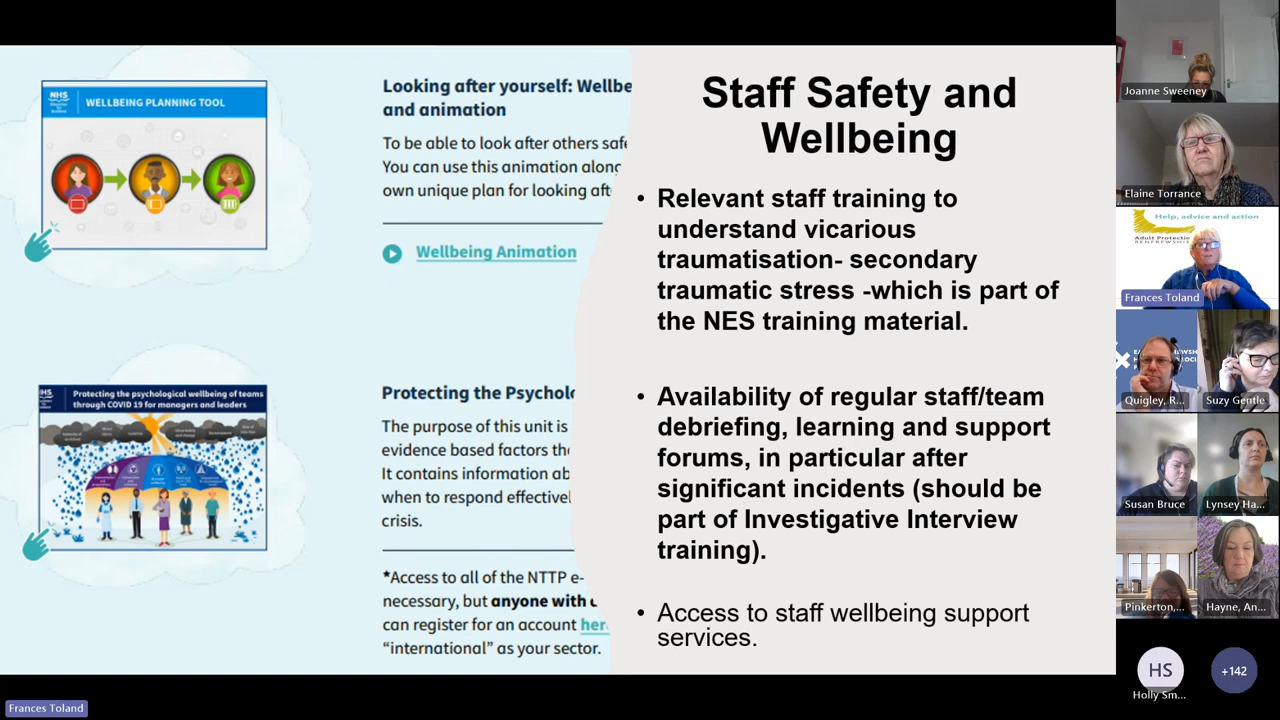 NHS
WELLBEING PLANNING TOOL
Looking after yourself: Wellbe
and animation
To be able to look after others safe
You can use this animation along
own unique plan for looking aft
Wellbeing Animation
HS
Protecting the psychological wellbeing of teams
through COVID 19 for managers and leaders
Protecting the Psycholo
The purpose of this unit is
evidence based factors the
It contains information ab
when to respond effectivel
crisis.
*Access to all of the NTTP e-
necessary, but anyone with a
can register for an account her
“international” as your sector.
Staff Safety and
Wellbeing
• Relevant staff training to
understand vicarious
traumatisation- secondary
traumatic stress -which is part of
the NES training material.
• Availability of regular staff/team
debriefing, learning and support
forums, in particular after
significant incidents (should be
part of Investigative Interview
training).
• Access to staff wellbeing support
services.
Joanne Sweeney
Elaine Torrance
Help, advice and action
Adult Protectio
RENFREWSHI
Frances Toland
Quigley, R...
Suzy Gentle
Susan Bruce
Lynsey Ha...
Pinkerton,...
Hayne, An...
HS
+142
Holly Sm...
Frances Toland